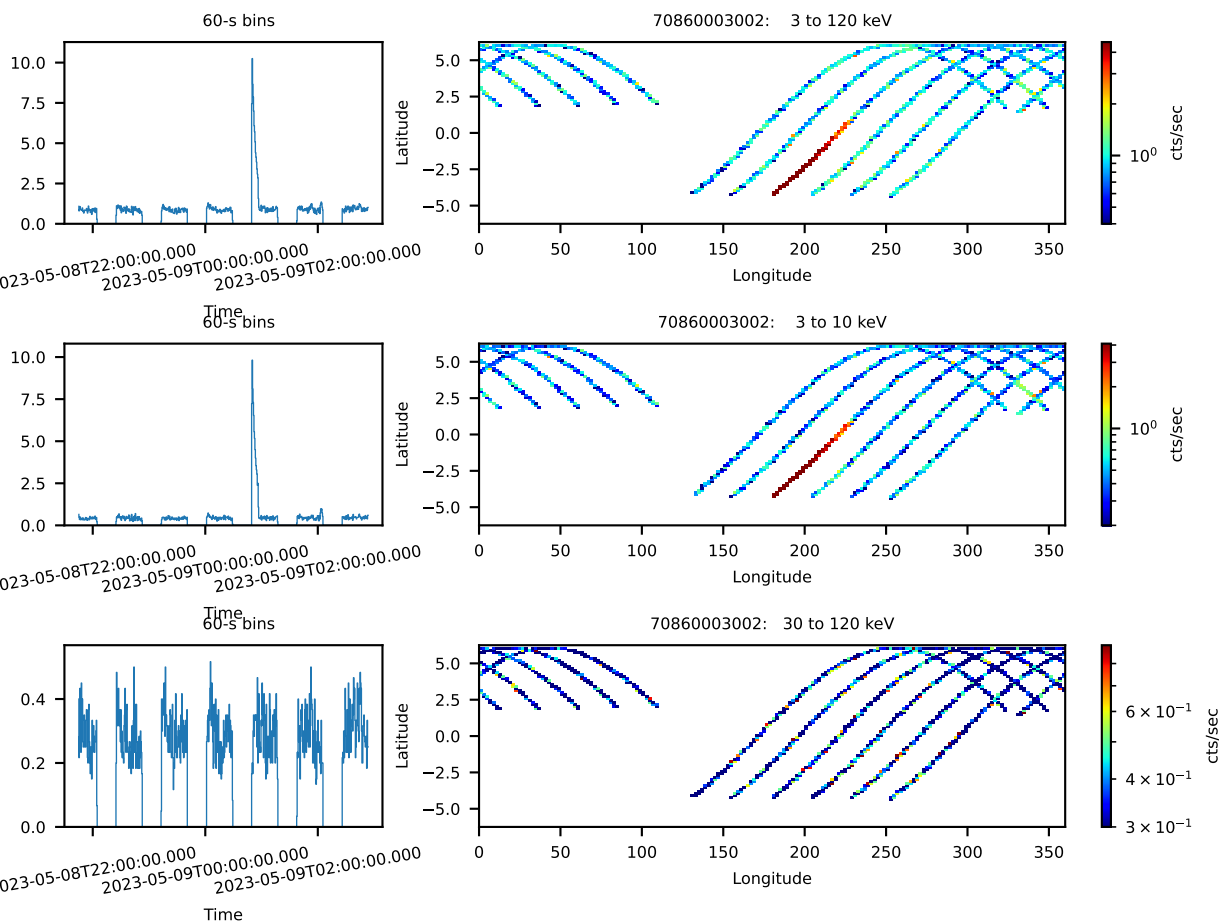 60-s bins
70860003002:    3 to 120 keV
10.0
7.5
5.0
2.5
0.0
023-05-08T22:00:00.000
2023-05-09T00:00:00.000
2023-05-09T02:00:00.000
Time
Latitude
5.0
2.5
0.0
−2.5
−5.0
0 50 100 150 200 250 300 350
Longitude
10⁰
cts/sec
60-s bins
70860003002:    3 to 10 keV
10.0
7.5
5.0
2.5
0.0
023-05-08T22:00:00.000
2023-05-09T00:00:00.000
2023-05-09T02:00:00.000
Time
Latitude
5.0
2.5
0.0
−2.5
−5.0
0 50 100 150 200 250 300 350
Longitude
10⁰
cts/sec
60-s bins
70860003002:   30 to 120 keV
0.4
0.2
0.0
023-05-08T22:00:00.000
2023-05-09T00:00:00.000
2023-05-09T02:00:00.000
Time
Latitude
5.0
2.5
0.0
−2.5
−5.0
0 50 100 150 200 250 300 350
Longitude
6 × 10⁻¹
4 × 10⁻¹
3 × 10⁻¹
cts/sec